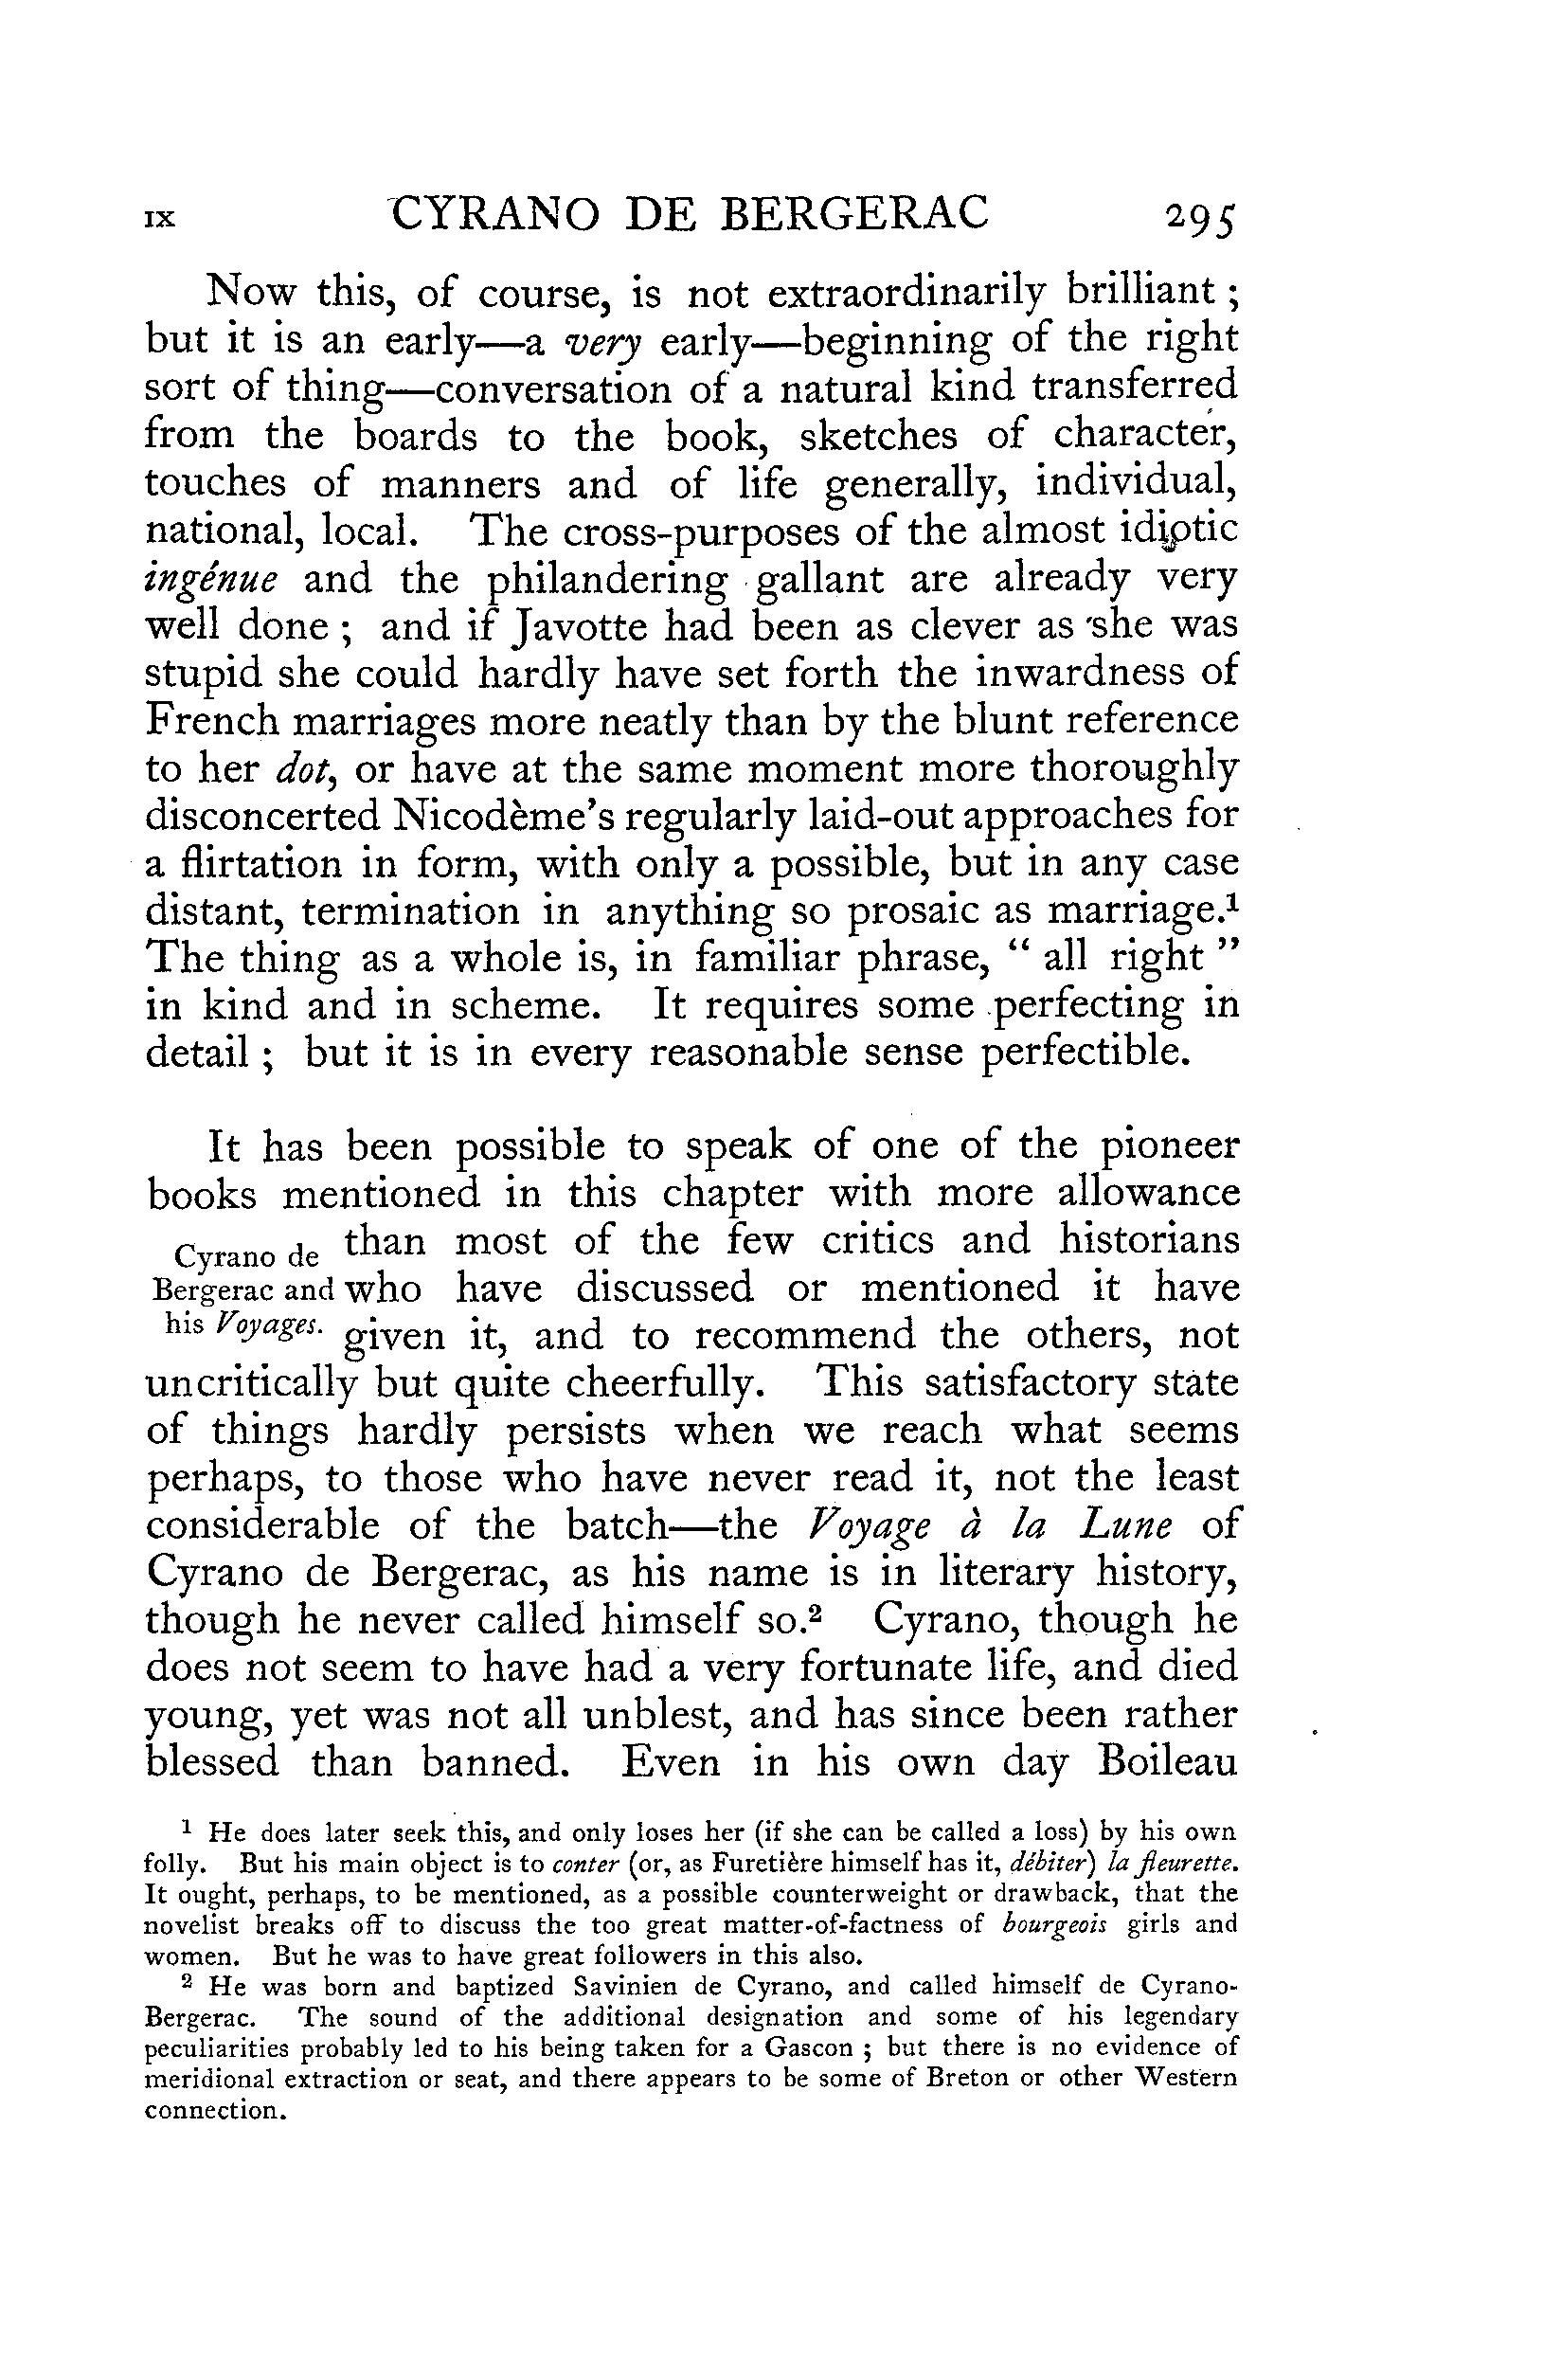 IX CYRANO DE BERGERAC 295
Now this, of course, is not extraordinarily brilliant ;
but it is an early—a very early—beginning of the right
sort of thing—conversation of a natural kind transferred
from the boards to the book, sketches of character,
touches of manners and of life generally, individual,
national, local. The cross-purposes of the almost idiotic
ingénue and the philandering gallant are already very
well done ; and if Javotte had been as clever as she was
stupid she could hardly have set forth the inwardness of
French marriages more neatly than by the blunt reference
to her dot, or have at the same moment more thoroughly
disconcerted Nicodème's regularly laid-out approaches for
a flirtation in form, with only a possible, but in any case
distant, termination in anything so prosaic as marriage.¹
The thing as a whole is, in familiar phrase, “ all right ”
in kind and in scheme. It requires some perfecting in
detail ; but it is in every reasonable sense perfectible.
It has been possible to speak of one of the pioneer
books mentioned in this chapter with more allowance
Cyrano de
Bergerac and
his Voyages.
than most of the few critics and historians
who have discussed or mentioned it have
given it, and to recommend the others, not
uncritically but quite cheerfully. This satisfactory state
of things hardly persists when we reach what seems
perhaps, to those who have never read it, not the least
considerable of the batch—the Voyage à la Lune of
Cyrano de Bergerac, as his name is in literary history,
though he never called himself so.² Cyrano, though he
does not seem to have had a very fortunate life, and died
young, yet was not all unblest, and has since been rather
blessed than banned. Even in his own day Boileau
¹ He does later seek this, and only loses her (if she can be called a loss) by his own
folly. But his main object is to conter (or, as Furetière himself has it, débiter) la fleurette.
It ought, perhaps, to be mentioned, as a possible counterweight or drawback, that the
novelist breaks off to discuss the too great matter-of-factness of bourgeois girls and
women. But he was to have great followers in this also.
² He was born and baptized Savinien de Cyrano, and called himself de Cyrano-
Bergerac. The sound of the additional designation and some of his legendary
peculiarities probably led to his being taken for a Gascon ; but there is no evidence of
meridional extraction or seat, and there appears to be some of Breton or other Western
connection.